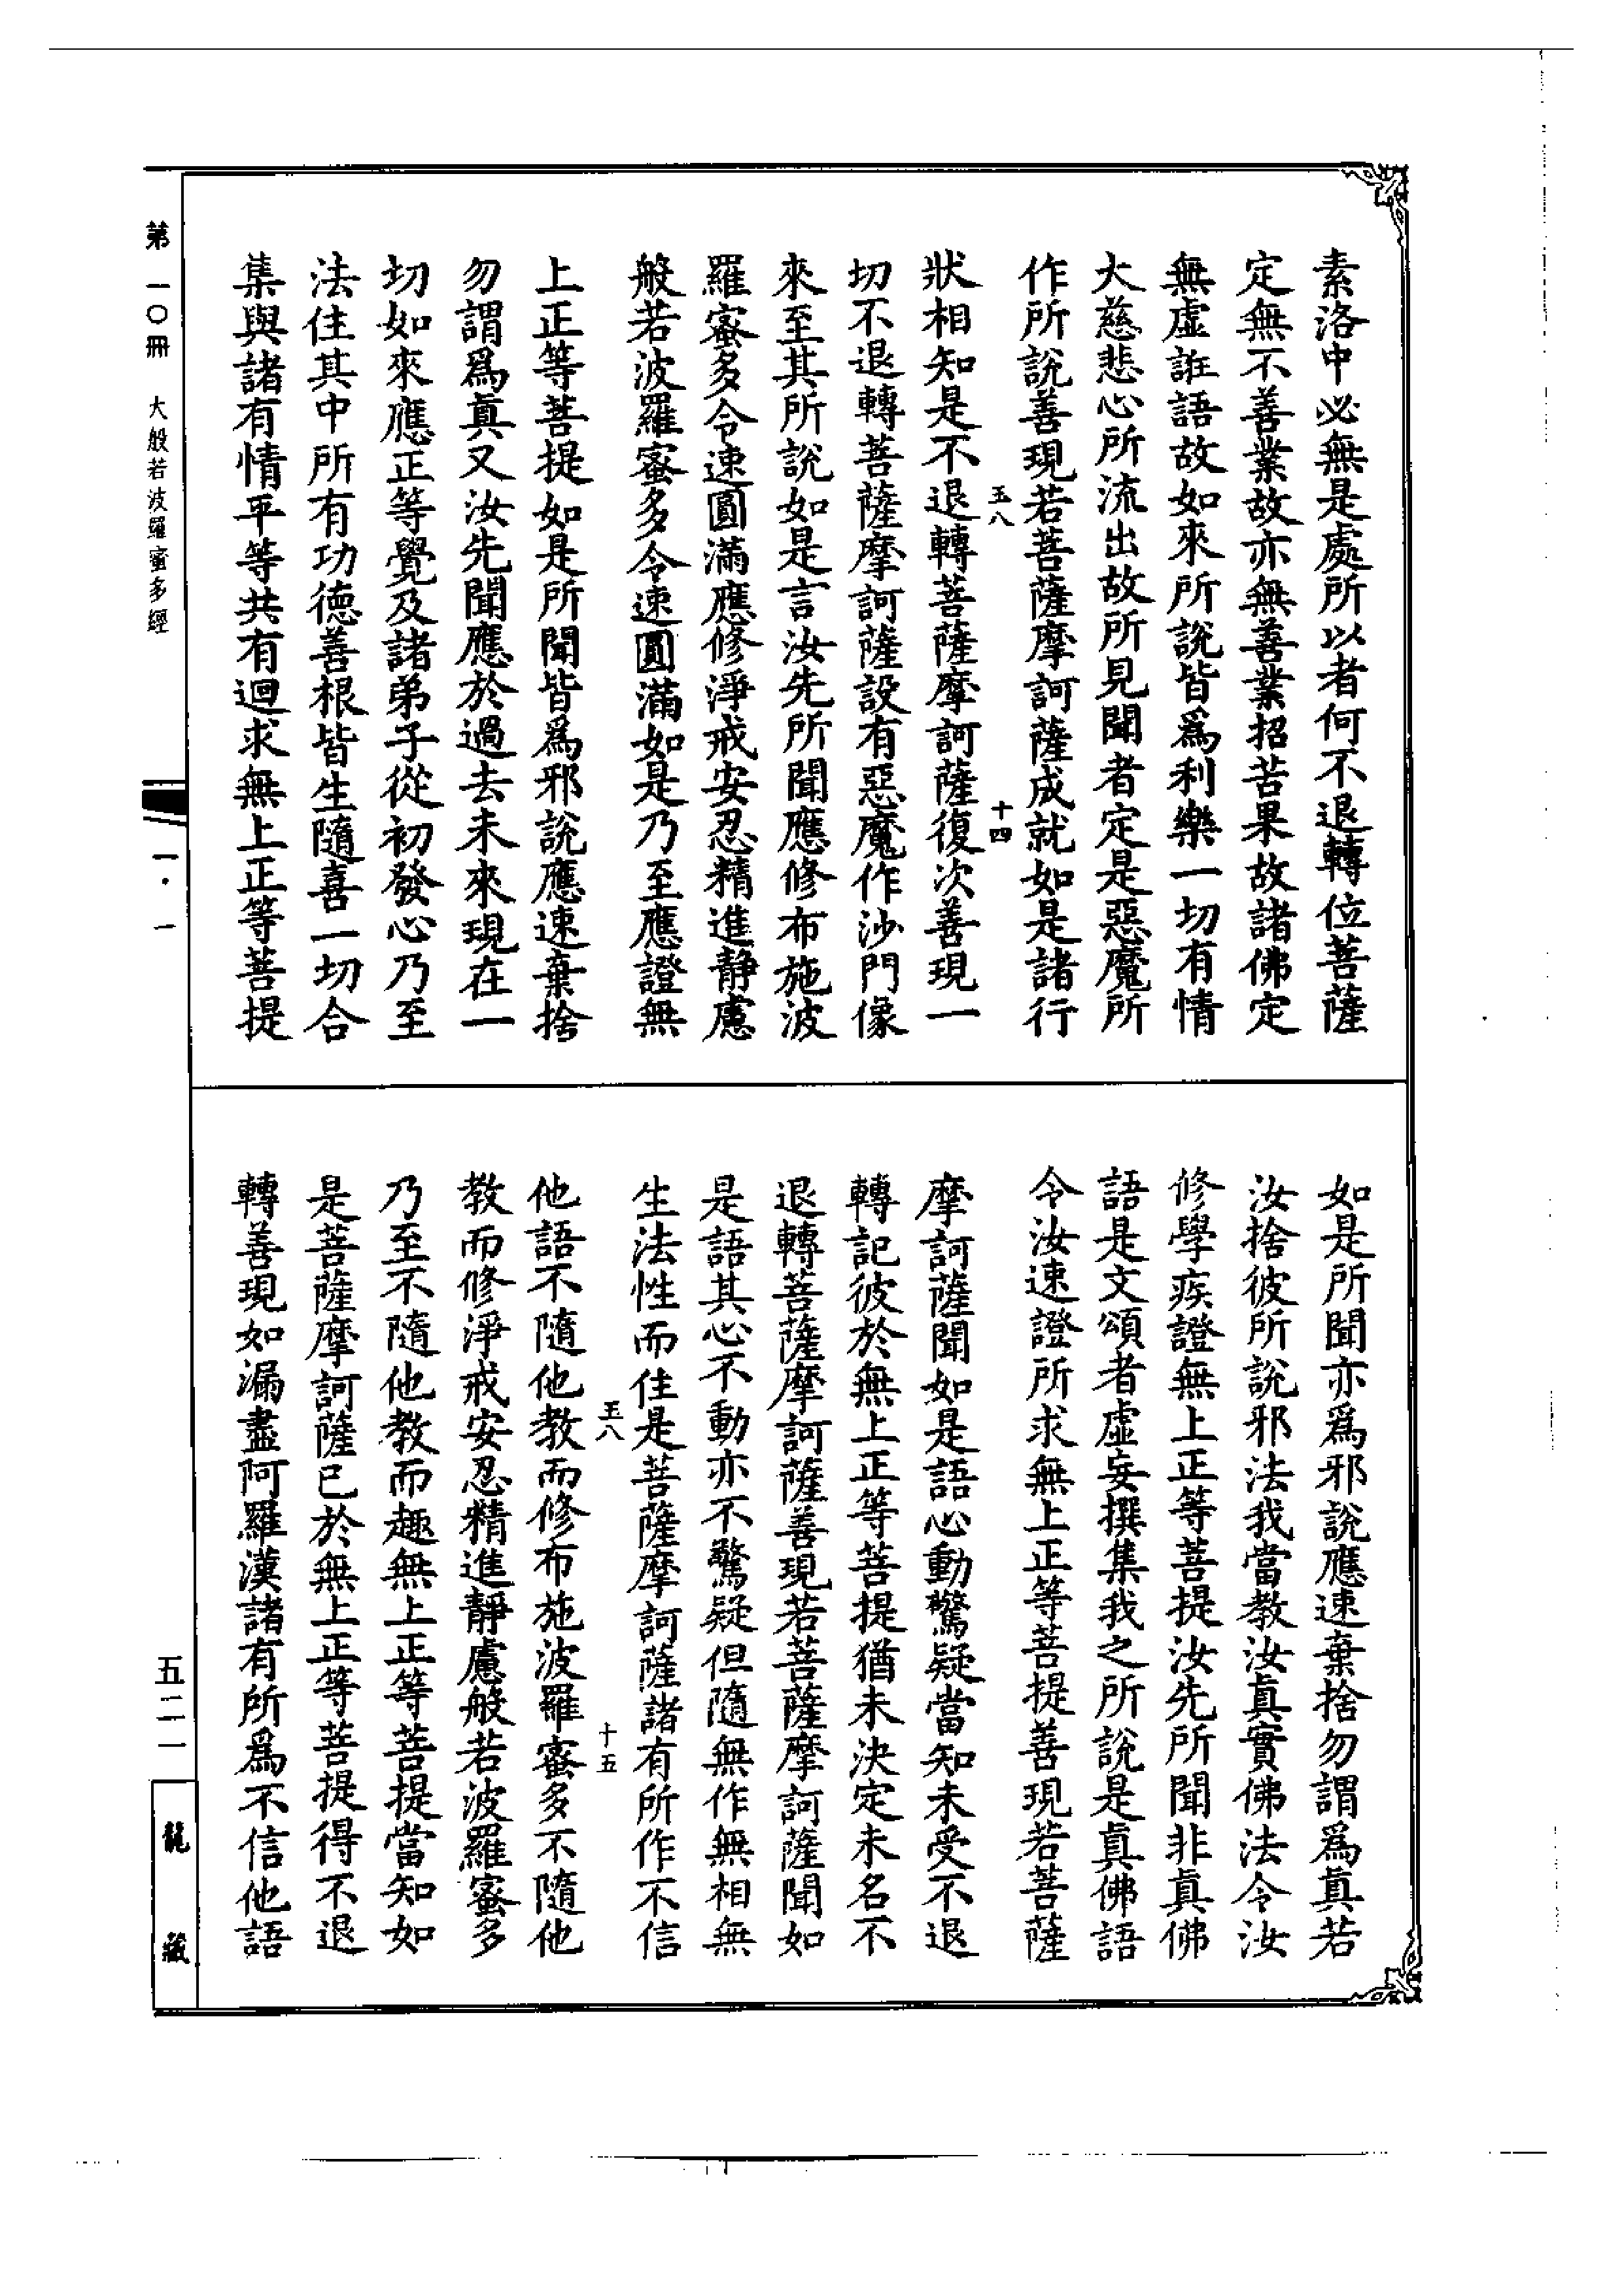 素洛中必無是處所以者何不退轉位菩薩
定無不善業故亦無善業招苦果故諸佛定
無虛誑語故如來所說皆爲利樂一切有情
大慈悲心所流出故所見聞者定是惡魔所
作所說善現若菩薩摩訶薩成就如是諸行
玉八 十四
狀相知是不退轉菩薩摩訶薩復次善現一
切不退轉菩薩摩訶薩設有惡魔作沙門像
來至其所說如是言汝先所聞應修布施波
羅蜜多令速圓滿應修淨戒安忍精進靜慮
般若波羅蜜多令速圓滿如是乃至應證無
上正等菩提如是所聞皆爲邪說應速棄捨
勿謂爲真又汝先聞應於過去未來現在一
切如來應正等覺及諸弟子從初發心乃至
法住其中所有功德善根皆生隨喜一切合
集與諸有情平等共有迴求無上正等菩提
如是所聞亦爲邪說應速棄捨勿謂爲真若
汝捨彼所說邪法我當教汝真實佛法令汝
修學疾證無上正等菩提汝先所聞非真佛
語是文頌者虛妄撰集我之所說是真佛語
令汝速證所求無上正等菩提善現若菩薩
摩訶薩聞如是語心動驚疑當知未受不退
轉記彼於無上正等菩提猶未決定未名不
退轉菩薩摩訶薩善現若菩薩摩訶薩聞如
是語其心不動亦不驚疑但隨無作無相無
生法性而住是菩薩摩訶薩諸有所作不信
玉八 十五
他語不隨他教而修布施波羅蜜多不隨他
教而修淨戒安忍精進靜慮般若波羅蜜多
乃至不隨他教而趣無上正等菩提當知如
是菩薩摩訶薩已於無上正等菩提得不退
轉善現如漏盡阿羅漢諸有所爲不信他語
第一〇冊 大般若波羅蜜多經
一·一
五二一
龍藏